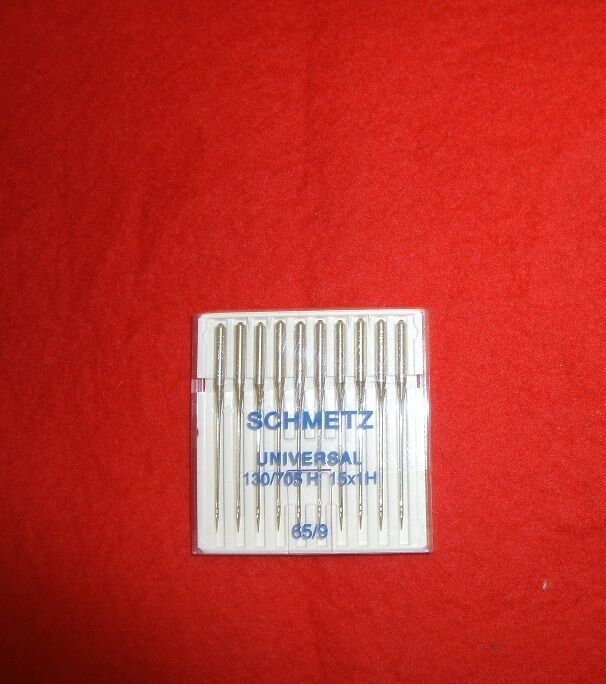 SCHMETZ
UNIVERSAL
130/705 H 15x1H
65/9